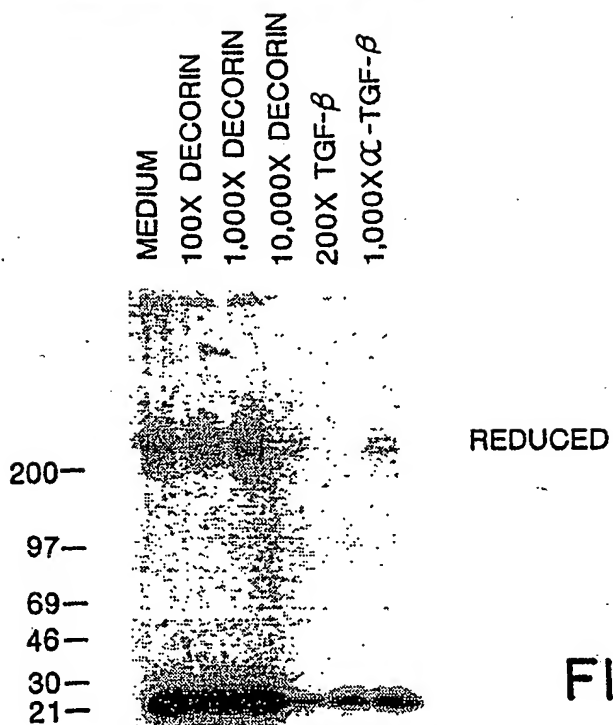 MEDIUM
100X DECORIN
1,000X DECORIN
10,000X DECORIN
200X TGF-β
1,000Xα-TGF-β
REDUCED
200—
97—
69—
46—
30—
21—
FI